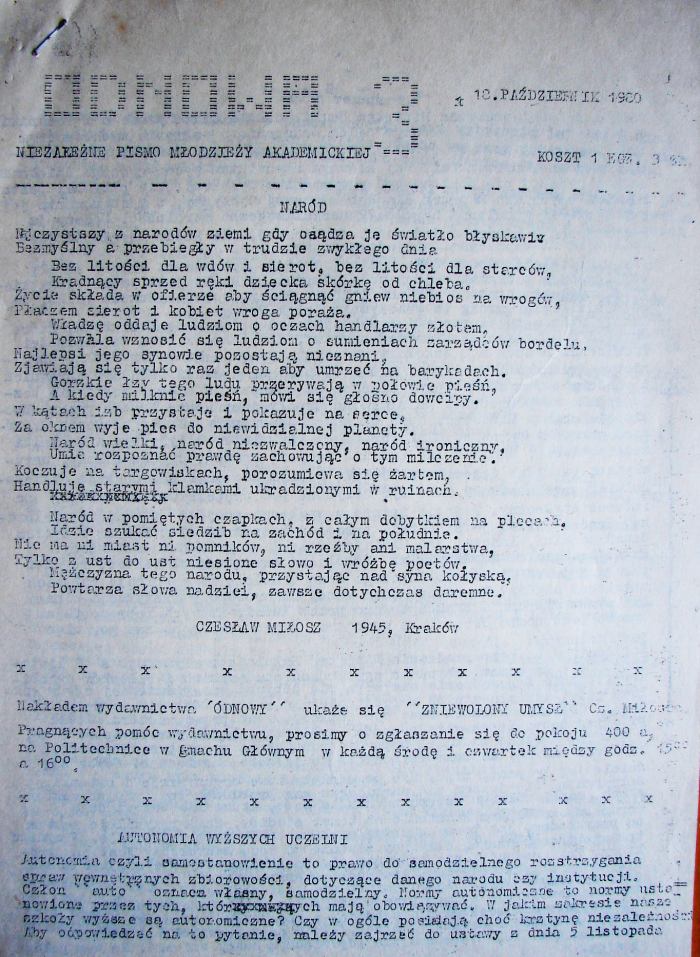 ODNOWA 3
18.PAŹDZIERNIK 1980
NIEZALEŻNE PISMO MŁODZIEŻY AKADEMICKIEJ
KOSZT 1 EGZ. 3
NARÓD
Najczystszy z narodów ziemi gdy osądza je światło błyskawic
Bezmyślny a przebiegły w trudzie zwykłego dnia
Bez litości dla wdów i sierot, bez litości dla starców,
Kradnący sprzed ręki dziecka skórkę od chleba.
Życie składa w ofierze aby ściągnąć gniew niebios na wrogów,
Płaczem sierot i kobiet wroga poraża.
Władzę oddaje ludziom o oczach handlarzy złotem,
Pozwala wznosić się ludziom o sumieniach zarządców bordelu.
Najlepsi jego synowie pozostają nieznani,
Zjawiają się tylko raz jeden aby umrzeć na barykadach.
Gorzkie łzy tego ludu przerywają w połowie pieśń,
A kiedy milknie pieśń, mówi się głośno dowcipy.
W kątach izb przystaje i pokazuje na serce,
Za oknem wyje pies do niewidzialnej planety.
Naród wielki, naród niezwalczony, naród ironiczny,
Umie rozpoznać prawdę zachowując o tym milczenie.
Koczuje na targowiskach, porozumiewa się żartem,
Handluje starymi klamkami ukradzionymi w ruinach.
Naród w pomiętych czapkach, z całym dobytkiem na plecach,
Idzie szukać siedzib na zachód i na południe.
Nie ma ni miast ni pomników, ni rzeźby ani malarstwa,
Tylko z ust do ust niesione słowo i wróżbę poetów.
Mężczyzna tego narodu, przystając nad syna kołyską,
Powtarza słowa nadziei, zawsze dotychczas daremne.
CZESŁAW MIŁOSZ 1945, Kraków
x x x x x x x x x x x
Nakładem wydawnictwa "ODNOWY" ukaże się "ZNIEWOLONY UMYSŁ" Cz. Miłosza
Pragnących pomóc wydawnictwu, prosimy o zgłaszanie się do pokoju 400 a,
na Politechnice w Gmachu Głównym w każdą środę i czwartek między godz. 15⁰⁰
a 16⁰⁰.
x x x x x x x x x x x x
AUTONOMIA WYŻSZYCH UCZELNI
Autonomia czyli samostanowienie to prawo do samodzielnego rozstrzygania
spraw wewnętrznych zbiorowości, dotyczące danego narodu czy instytucji.
Człon "auto" oznacza własny, samodzielny. Normy autonomiczne to normy usta=
nowione przez tych, których mają obowiązywać. W jakim zakresie nasze
szkoły wyższe są autonomiczne? Czy w ogóle posiadają choć krztynę niezależności
Aby odpowiedzieć na to pytanie, należy zajrzeć do ustawy z dnia 5 listopada